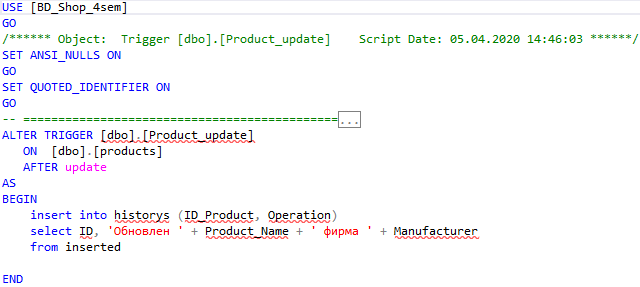 USE [BD_Shop_4sem]
GO
/****** Object:  Trigger [dbo].[Product_update]    Script Date: 05.04.2020 14:46:03 ******/
SET ANSI_NULLS ON
GO
SET QUOTED_IDENTIFIER ON
GO
-- =============================================...
ALTER TRIGGER [dbo].[Product_update]
   ON  [dbo].[products]
   AFTER update
AS
BEGIN
    insert into historys (ID_Product, Operation)
    select ID, 'Обновлен ' + Product_Name + ' фирма ' + Manufacturer
    from inserted
END